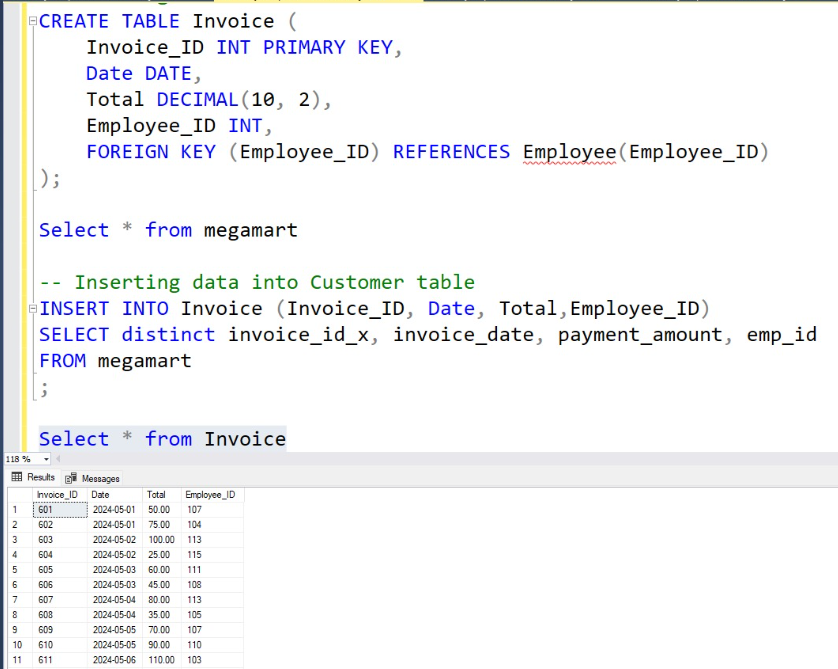 CREATE TABLE Invoice (
Invoice_ID INT PRIMARY KEY,
Date DATE,
Total DECIMAL(10, 2),
Employee_ID INT,
FOREIGN KEY (Employee_ID) REFERENCES Employee(Employee_ID)
);
Select * from megamart
-- Inserting data into Customer table
INSERT INTO Invoice (Invoice_ID, Date, Total,Employee_ID)
SELECT distinct invoice_id_x, invoice_date, payment_amount, emp_id
FROM megamart
;
Select * from Invoice
118 %
Results Messages
Invoice_ID Date Total Employee_ID
1 601 2024-05-01 50.00 107
2 602 2024-05-01 75.00 104
3 603 2024-05-02 100.00 113
4 604 2024-05-02 25.00 115
5 605 2024-05-03 60.00 111
6 606 2024-05-03 45.00 108
7 607 2024-05-04 80.00 113
8 608 2024-05-04 35.00 105
9 609 2024-05-05 70.00 107
10 610 2024-05-05 90.00 110
11 611 2024-05-06 110.00 103